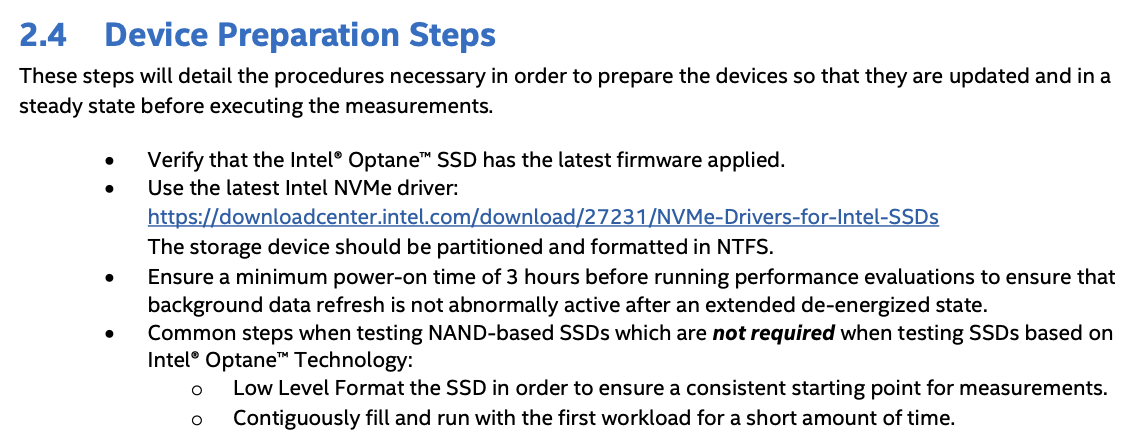 2.4 Device Preparation Steps
These steps will detail the procedures necessary in order to prepare the devices so that they are updated and in a
steady state before executing the measurements.
• Verify that the Intel® Optane™ SSD has the latest firmware applied.
• Use the latest Intel NVMe driver:
https://downloadcenter.intel.com/download/27231/NVMe-Drivers-for-Intel-SSDs
The storage device should be partitioned and formatted in NTFS.
• Ensure a minimum power-on time of 3 hours before running performance evaluations to ensure that
background data refresh is not abnormally active after an extended de-energized state.
• Common steps when testing NAND-based SSDs which are not required when testing SSDs based on
Intel® Optane™ Technology:
o Low Level Format the SSD in order to ensure a consistent starting point for measurements.
o Contiguously fill and run with the first workload for a short amount of time.